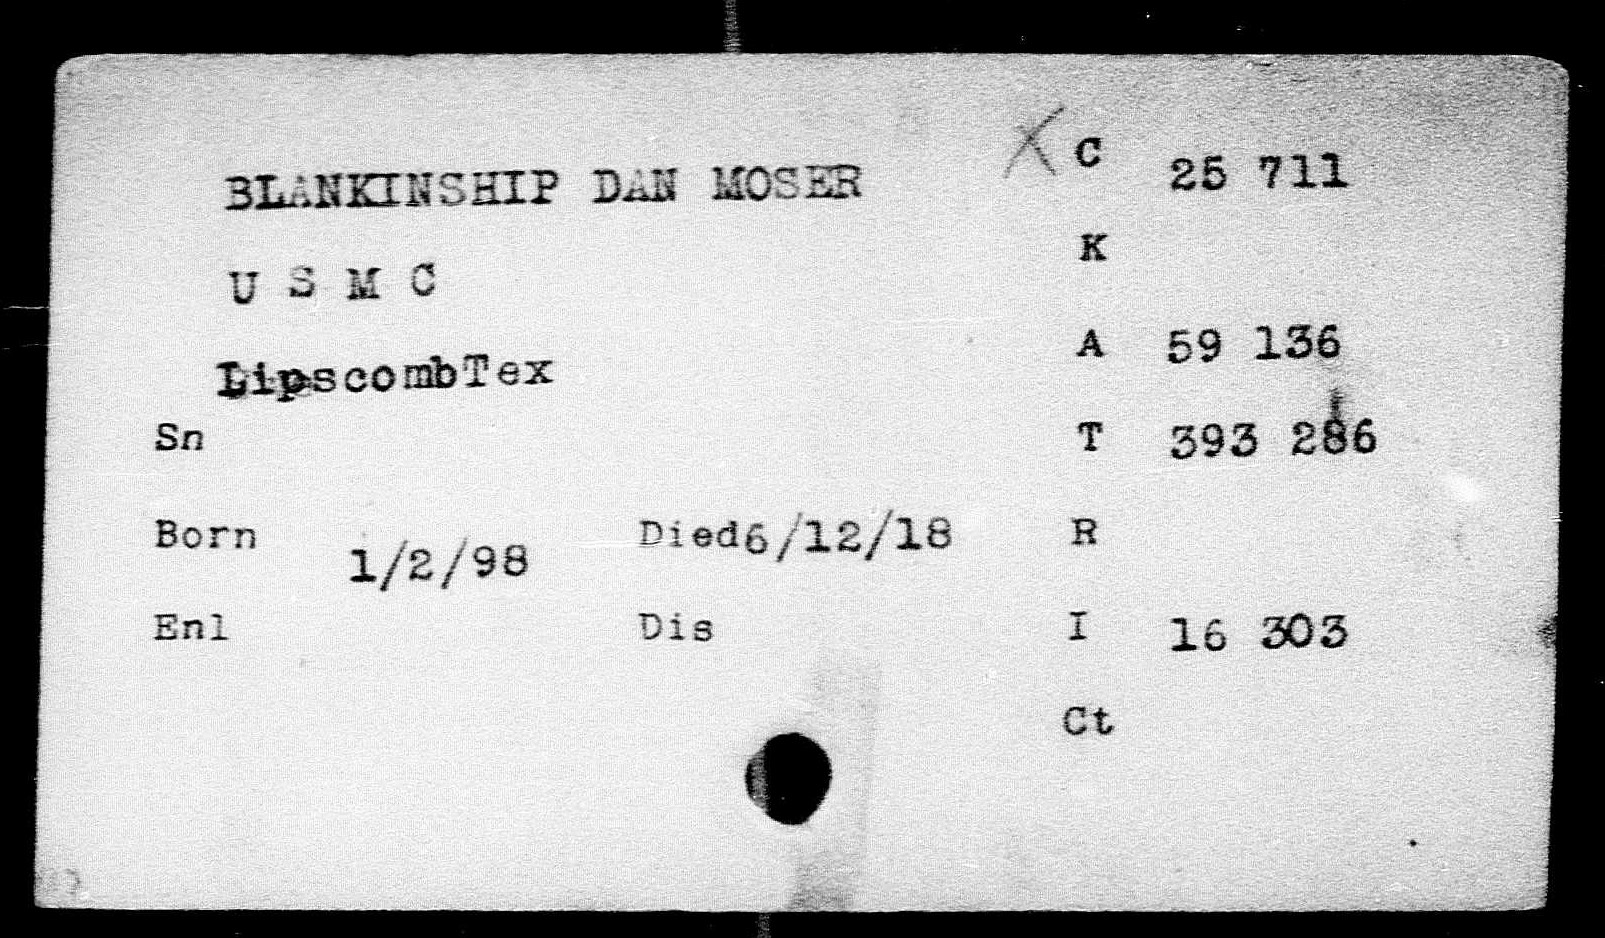 BLANKINSHIP DAN MOSER
X C 25 711
U S M C
K
LipscombTex
A 59 136
Sn
T 393 286
Born 1/2/98 Died6/12/18
R
Enl Dis
I 16 303
Ct